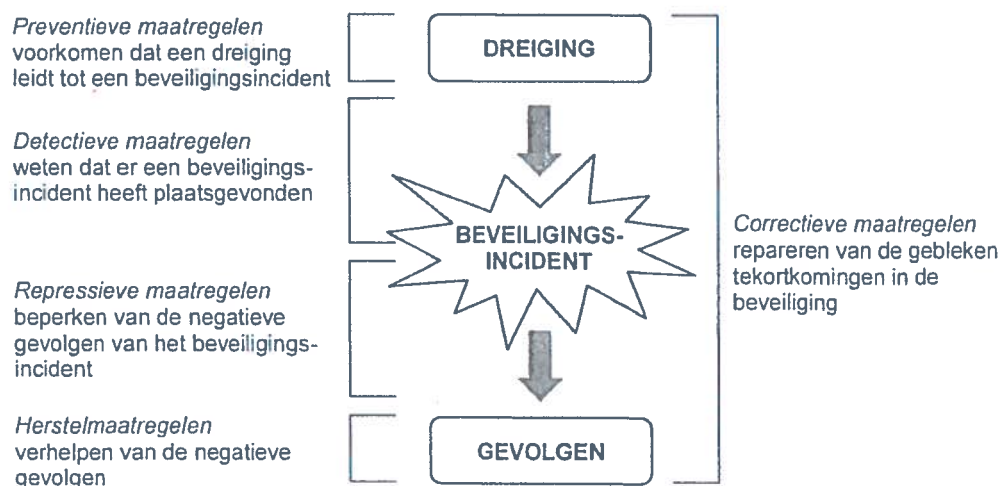 Preventieve maatregelen
voorkomen dat een dreiging
leidt tot een beveiligingsincident
DREIGING
Detectieve maatregelen
weten dat er een beveiligings-
incident heeft plaatsgevonden
BEVEILIGINGS-
INCIDENT
Correctieve maatregelen
repareren van de gebleken
tekortkomingen in de
beveiliging
Repressieve maatregelen
beperken van de negatieve
gevolgen van het beveiligings-
incident
Herstelmaatregelen
verhelpen van de negatieve
gevolgen
GEVOLGEN